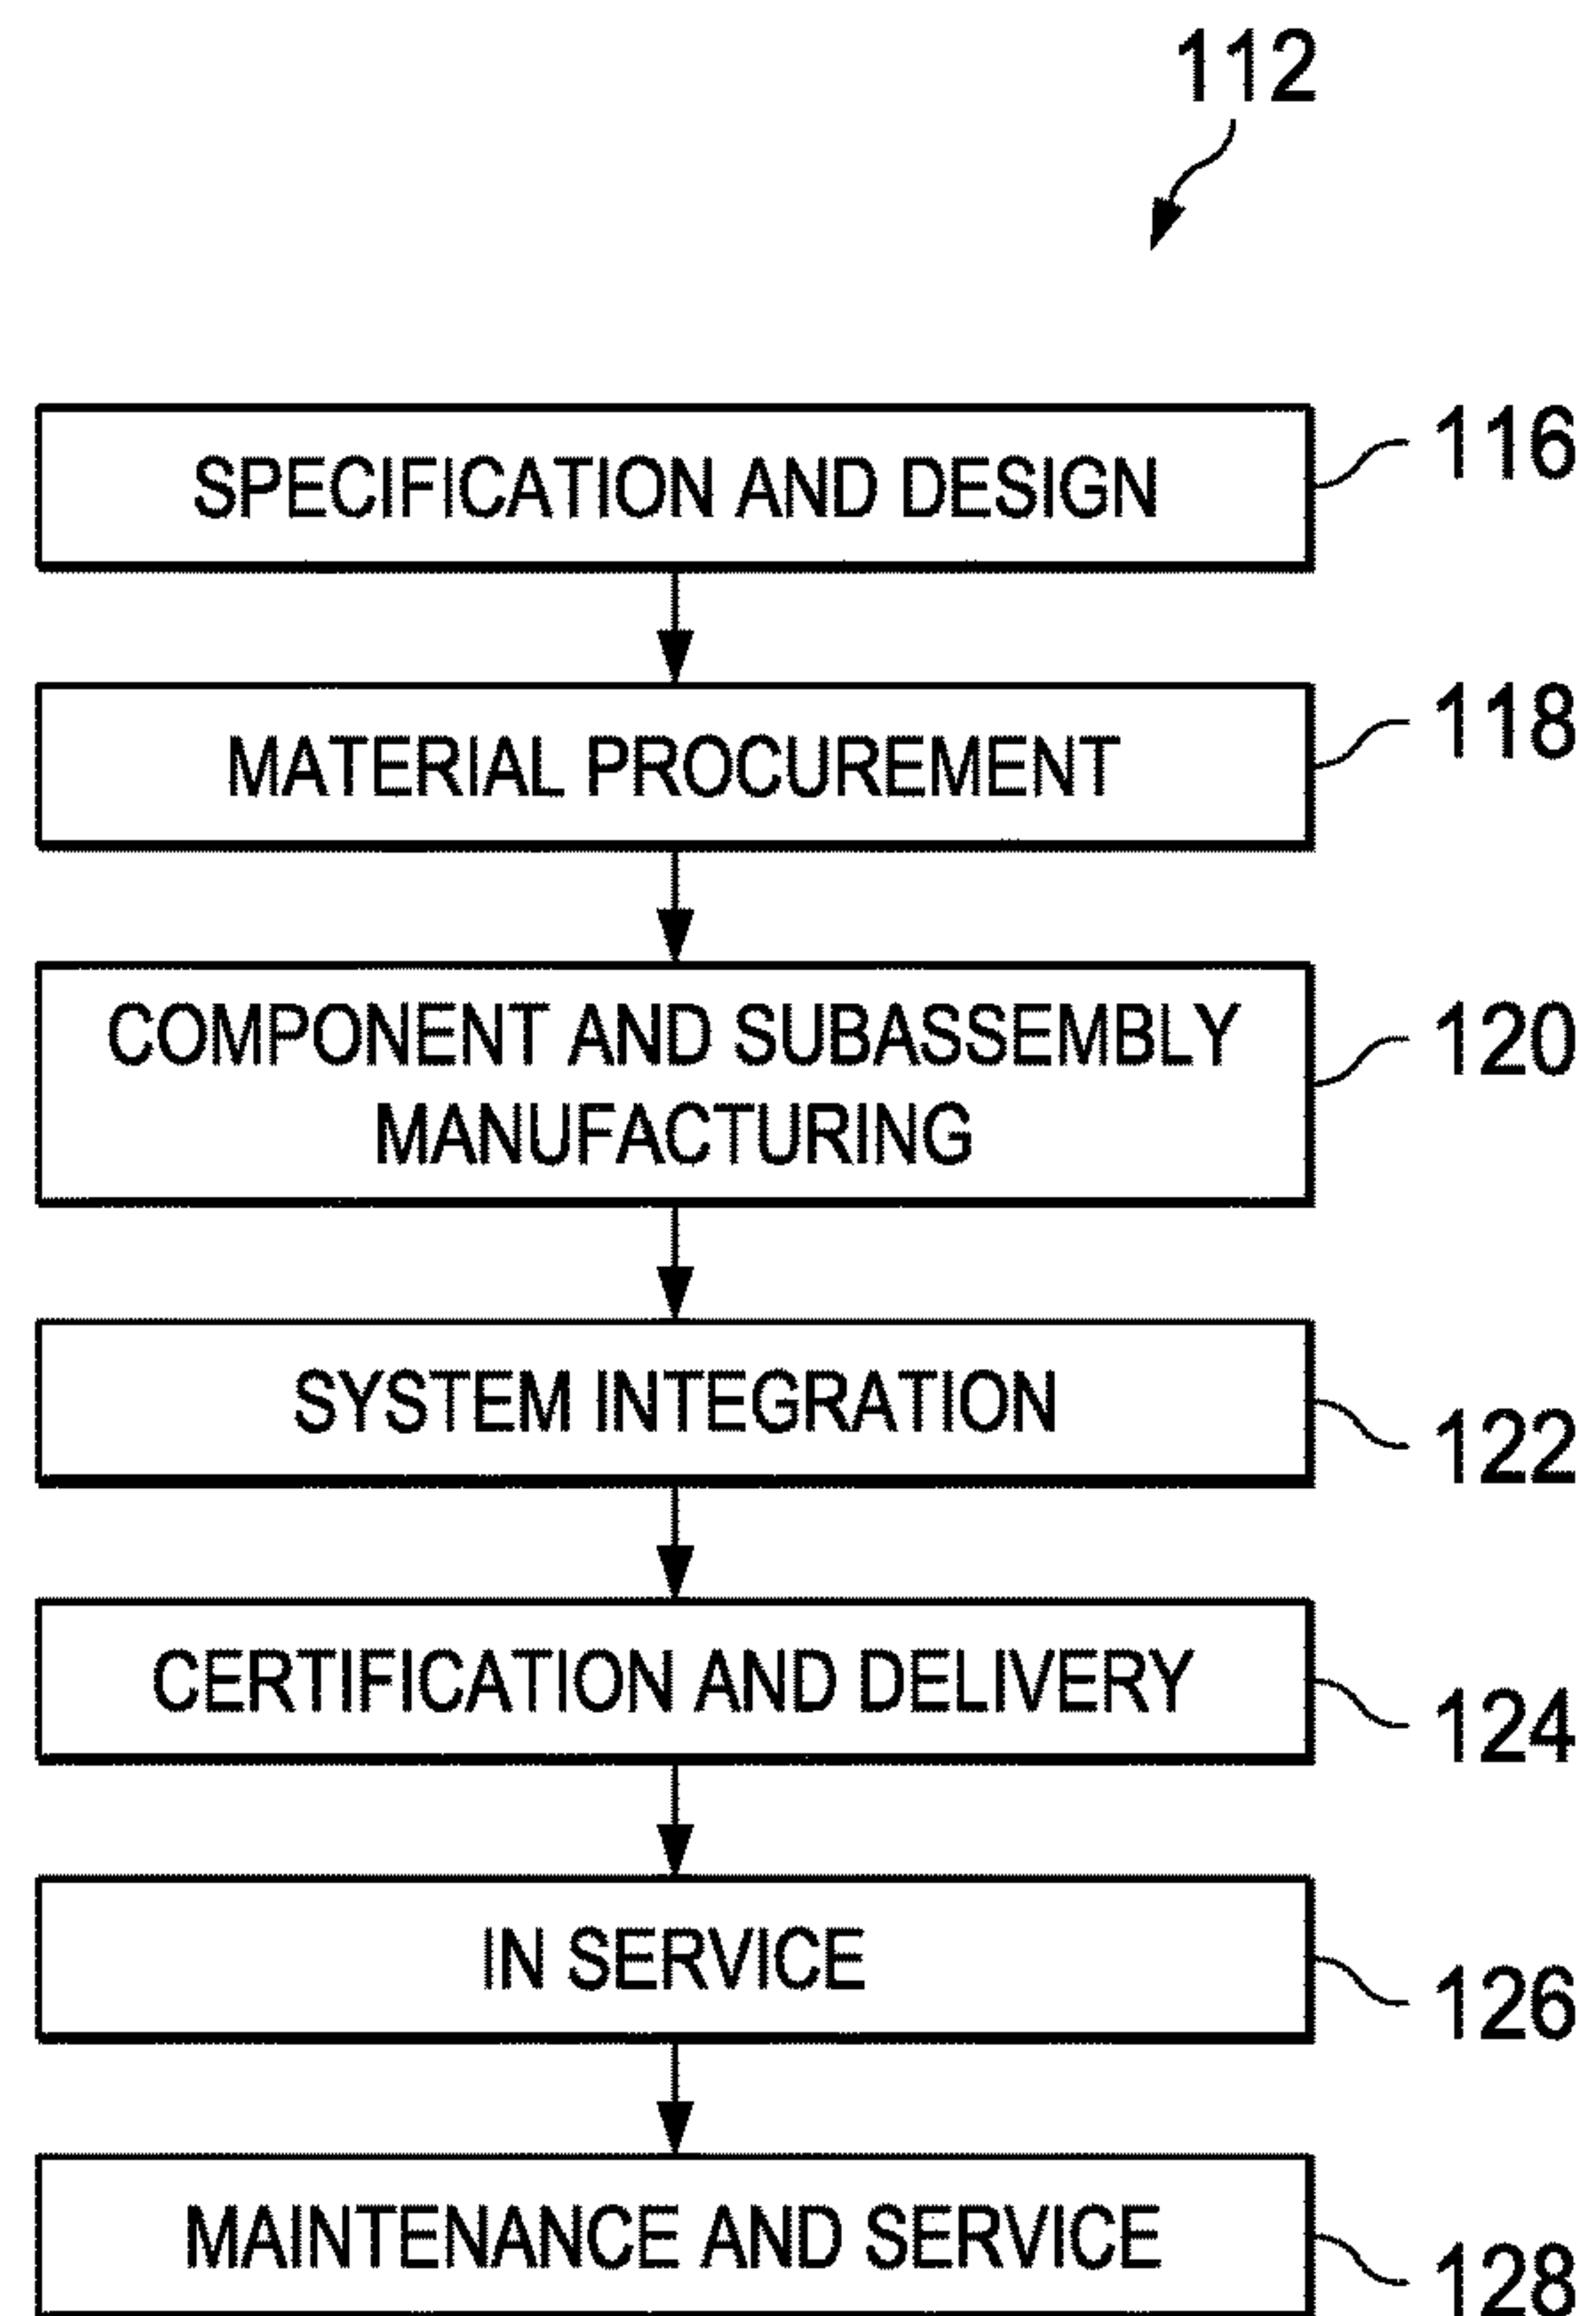 112
SPECIFICATION AND DESIGN
116
MATERIAL PROCUREMENT
118
COMPONENT AND SUBASSEMBLY
MANUFACTURING
120
SYSTEM INTEGRATION
122
CERTIFICATION AND DELIVERY
124
IN SERVICE
126
MAINTENANCE AND SERVICE
128